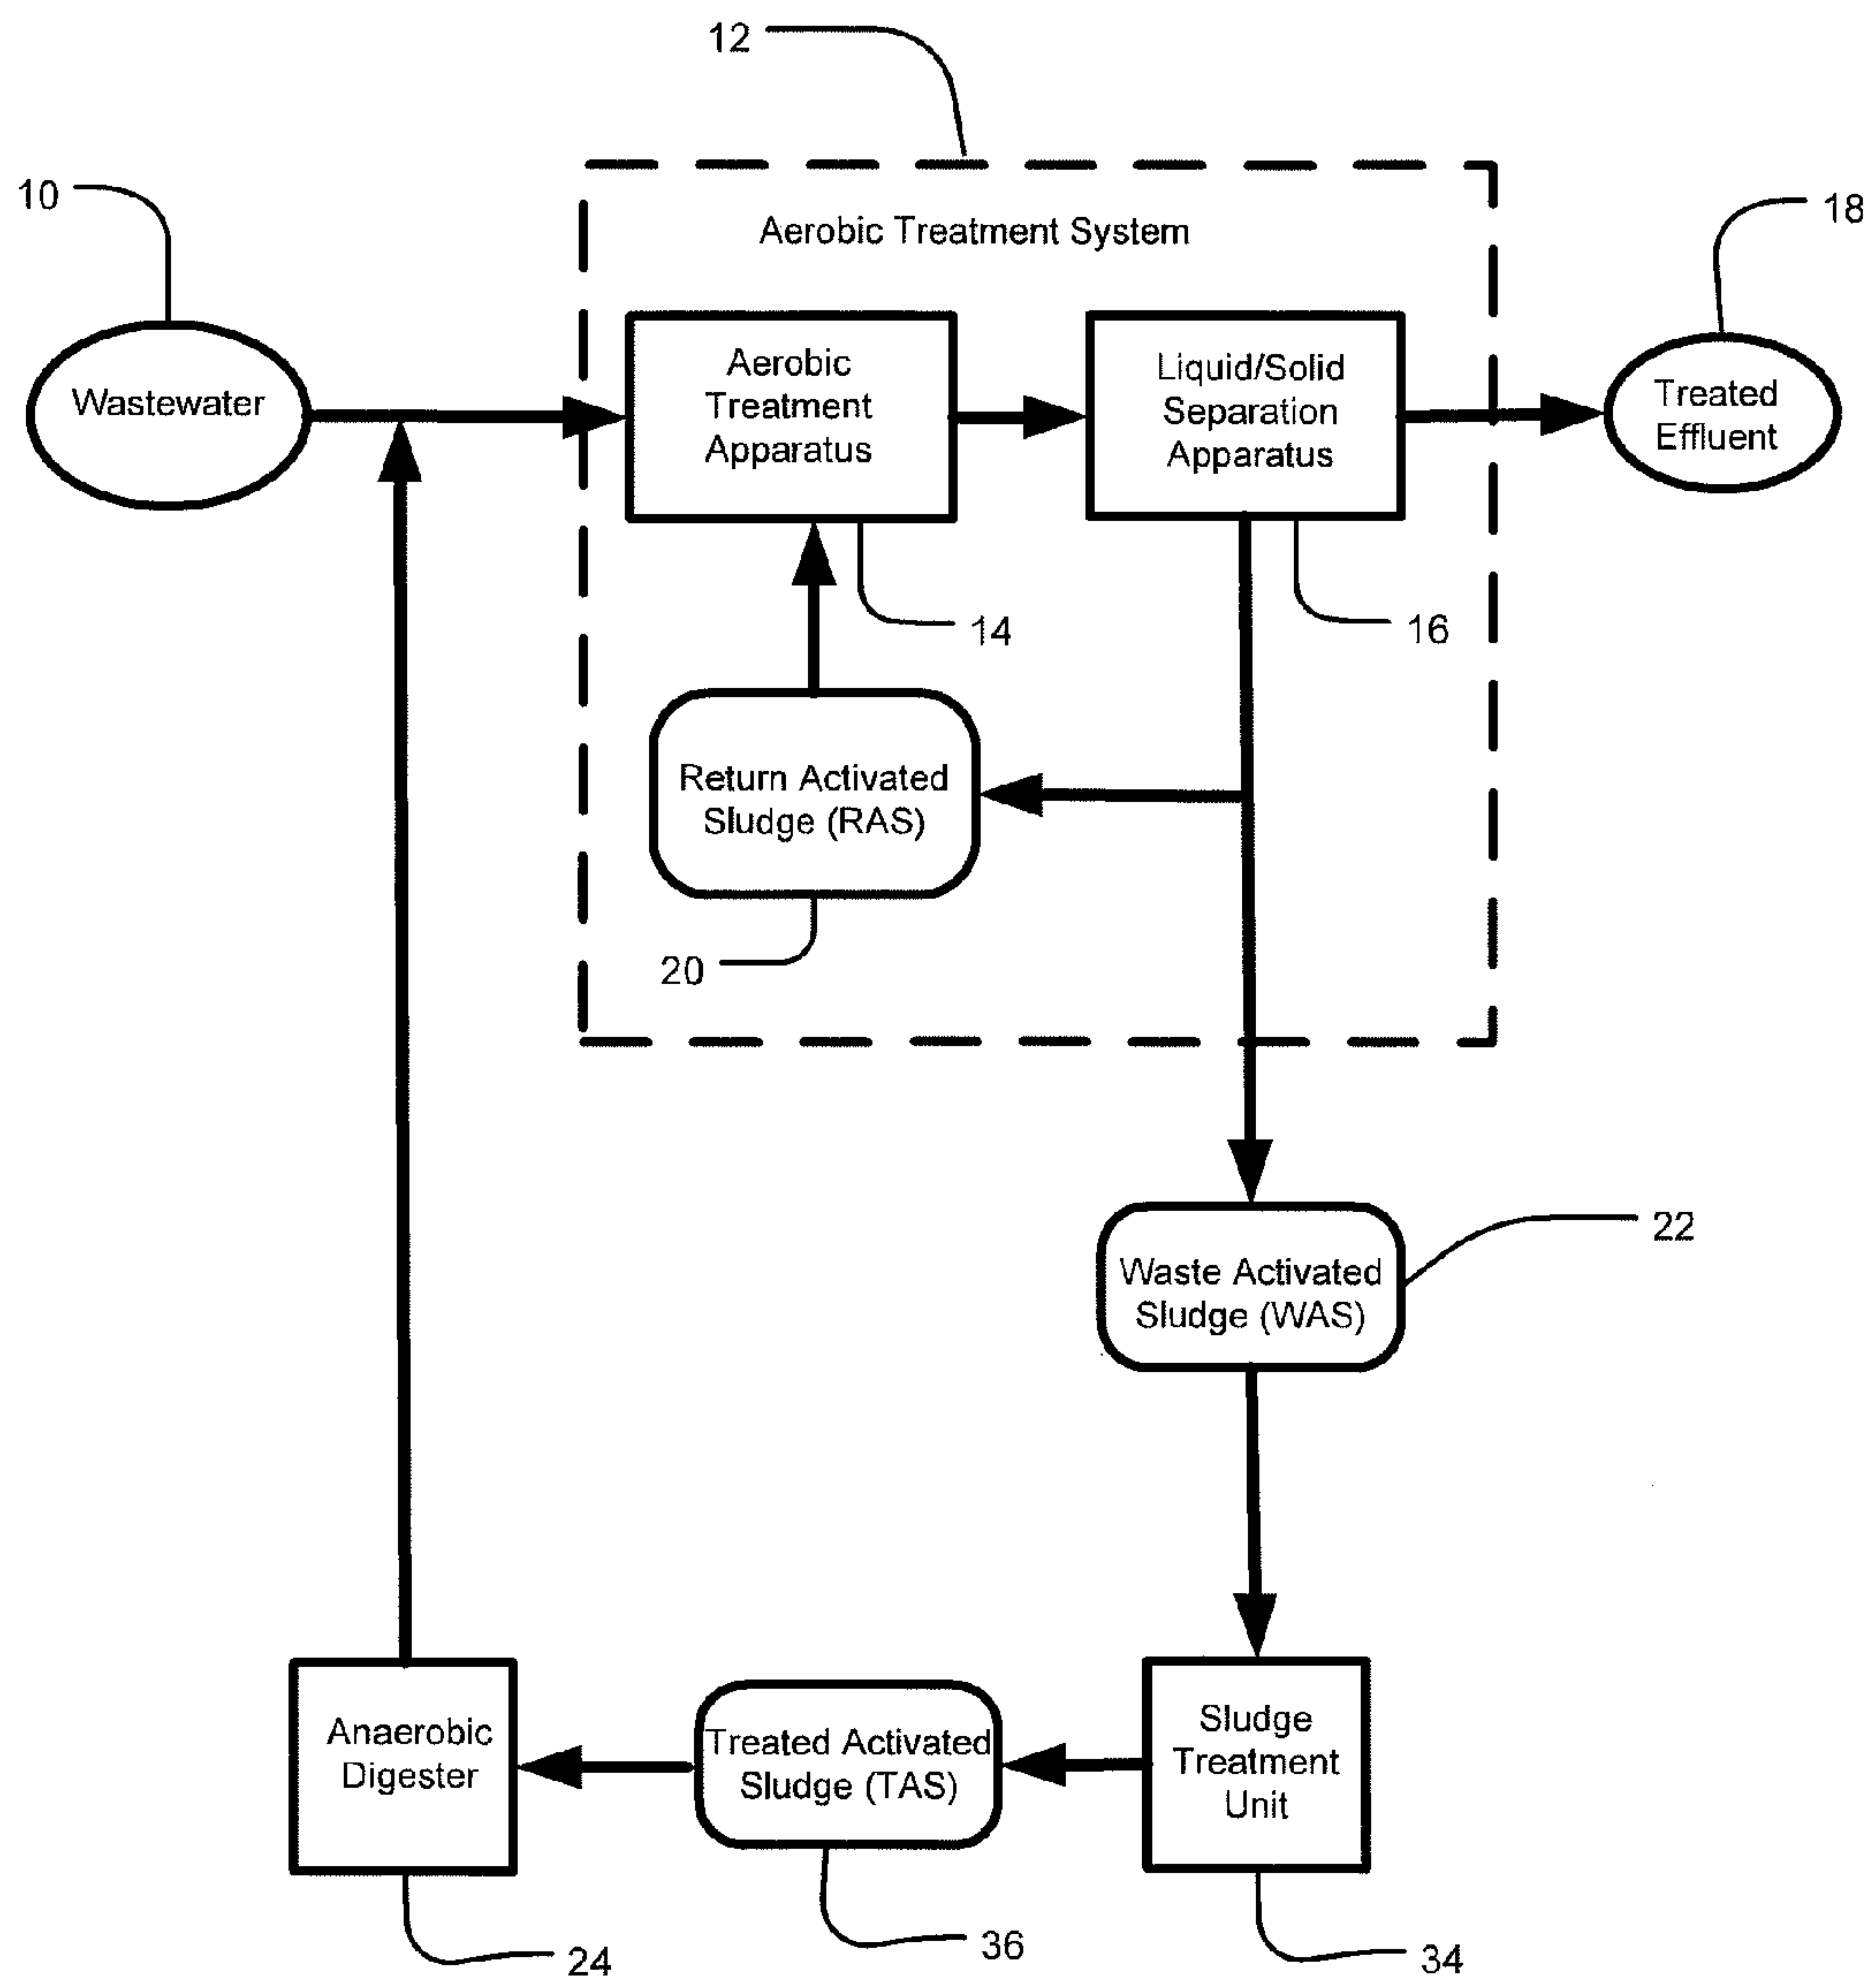 12
10
Aerobic Treatment System
18
Wastewater
Aerobic
Treatment
Apparatus
Liquid/Solid
Separation
Apparatus
Treated
Effluent
14
16
Return Activated
Sludge (RAS)
20
22
Waste Activated
Sludge (WAS)
Anaerobic
Digester
Treated Activated
Sludge (TAS)
Sludge
Treatment
Unit
24
36
34